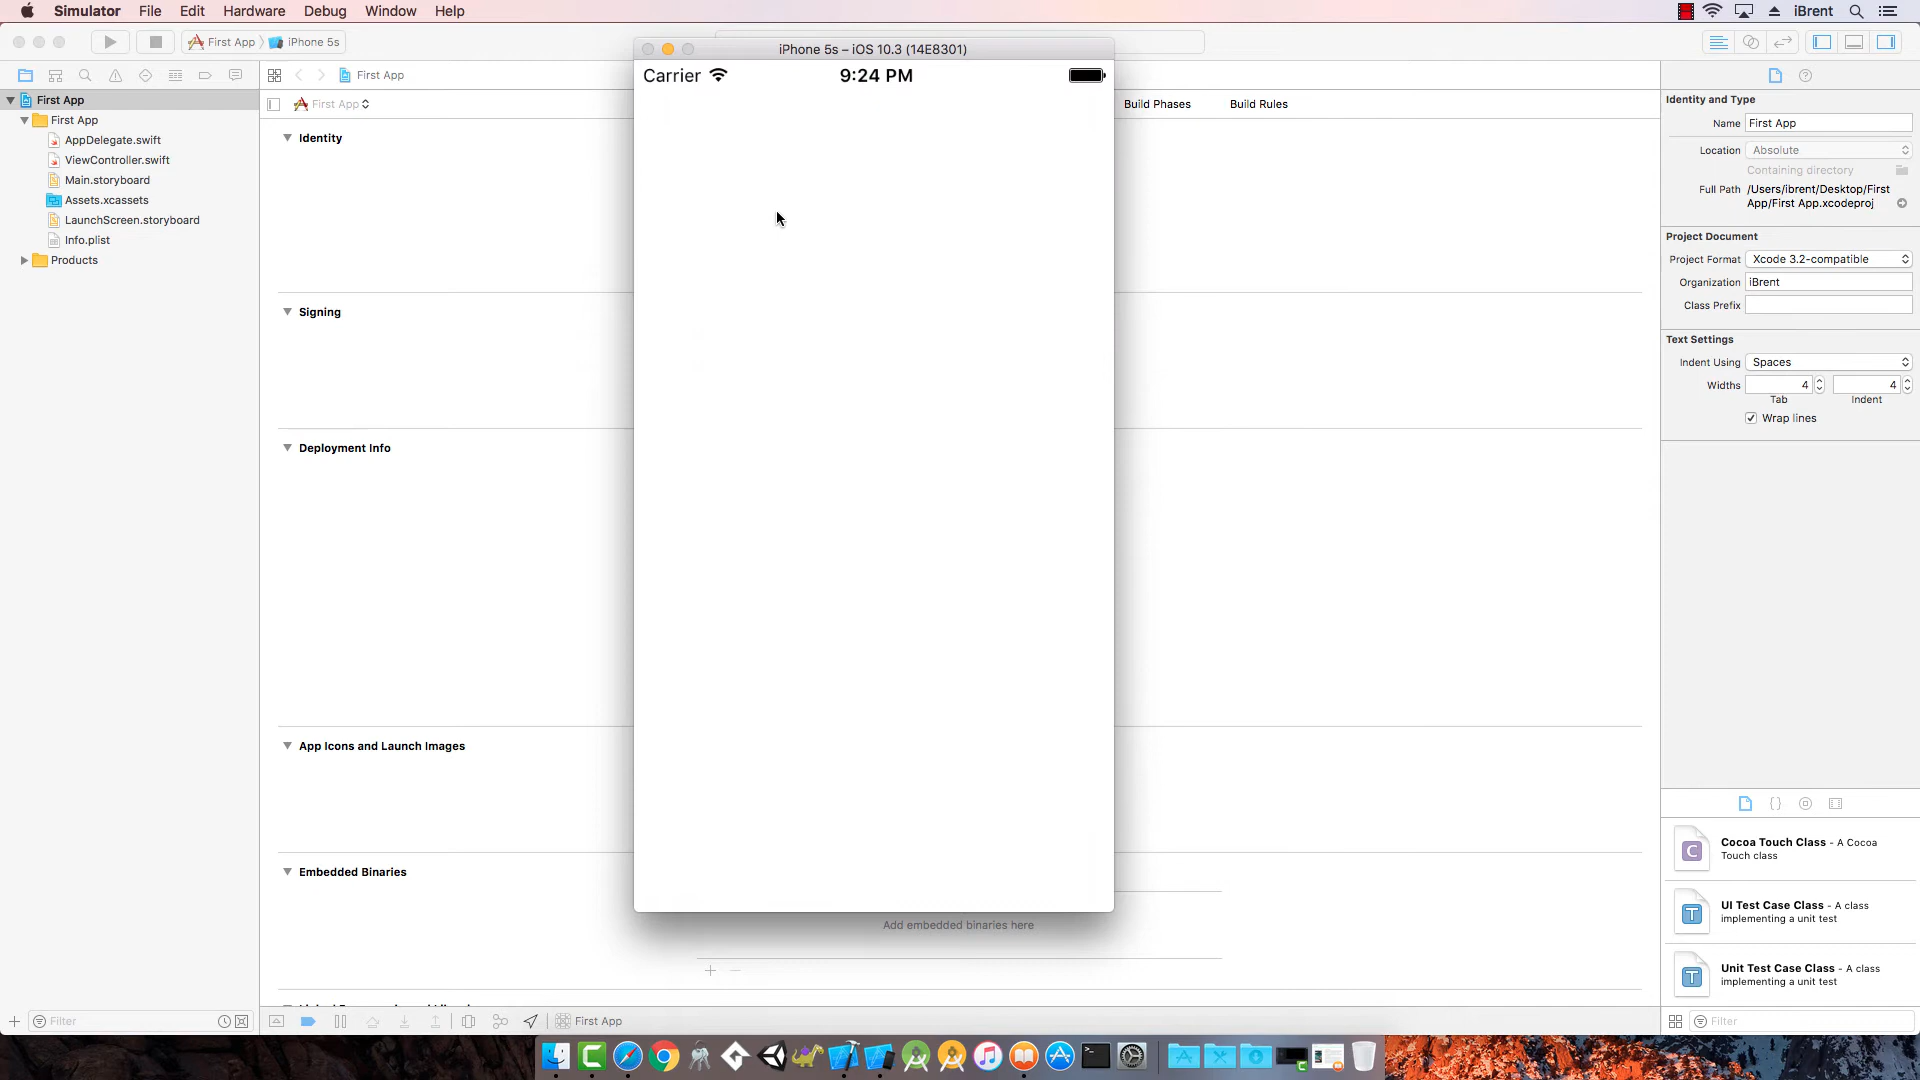 Simulator File Edit Hardware Debug Window Help iBrent
First App iPhone 5s
iPhone 5s – iOS 10.3 (14E8301)
Carrier 9:24 PM
First App
First App
First App
AppDelegate.swift
ViewController.swift
Main.storyboard
Assets.xcassets
LaunchScreen.storyboard
Info.plist
Products
First App
Build Phases Build Rules
Identity
Signing
Deployment Info
App Icons and Launch Images
Embedded Binaries
Add embedded binaries here
Identity and Type
Name First App
Location Absolute
Containing directory
Full Path /Users/ibrent/Desktop/First
App/First App.xcodeproj
Project Document
Project Format Xcode 3.2-compatible
Organization iBrent
Class Prefix
Text Settings
Indent Using Spaces
Widths 4 4
Tab Indent
Wrap lines
Cocoa Touch Class - A Cocoa
Touch class
UI Test Case Class - A class
implementing a unit test
Unit Test Case Class - A class
implementing a unit test
Filter
First App
Filter